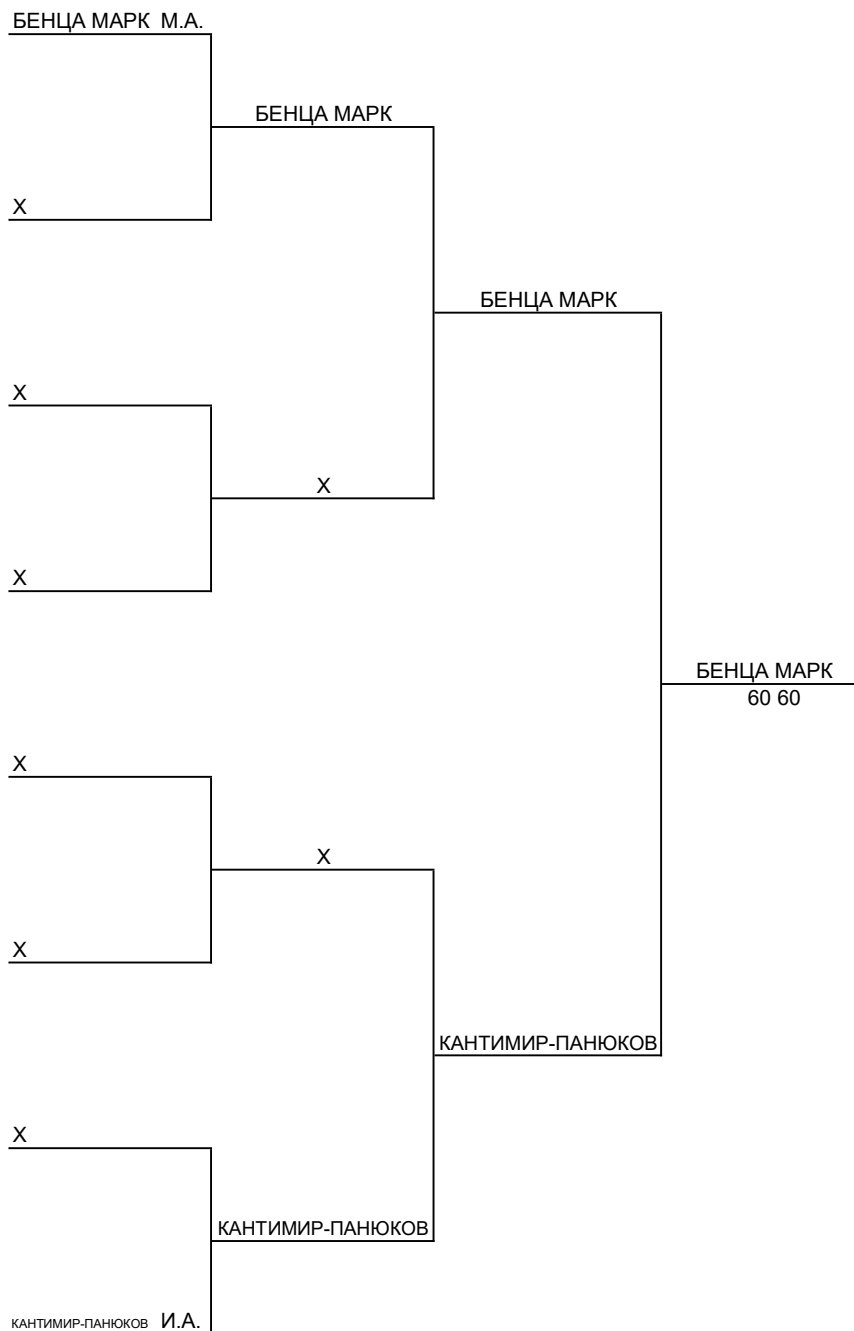 БЕНЦА МАРК М.А.
БЕНЦА МАРК
X
БЕНЦА МАРК
X
X
X
БЕНЦА МАРК
60 60
X
X
X
КАНТИМИР-ПАНЮКОВ
X
КАНТИМИР-ПАНЮКОВ
КАНТИМИР-ПАНЮКОВ И.А.